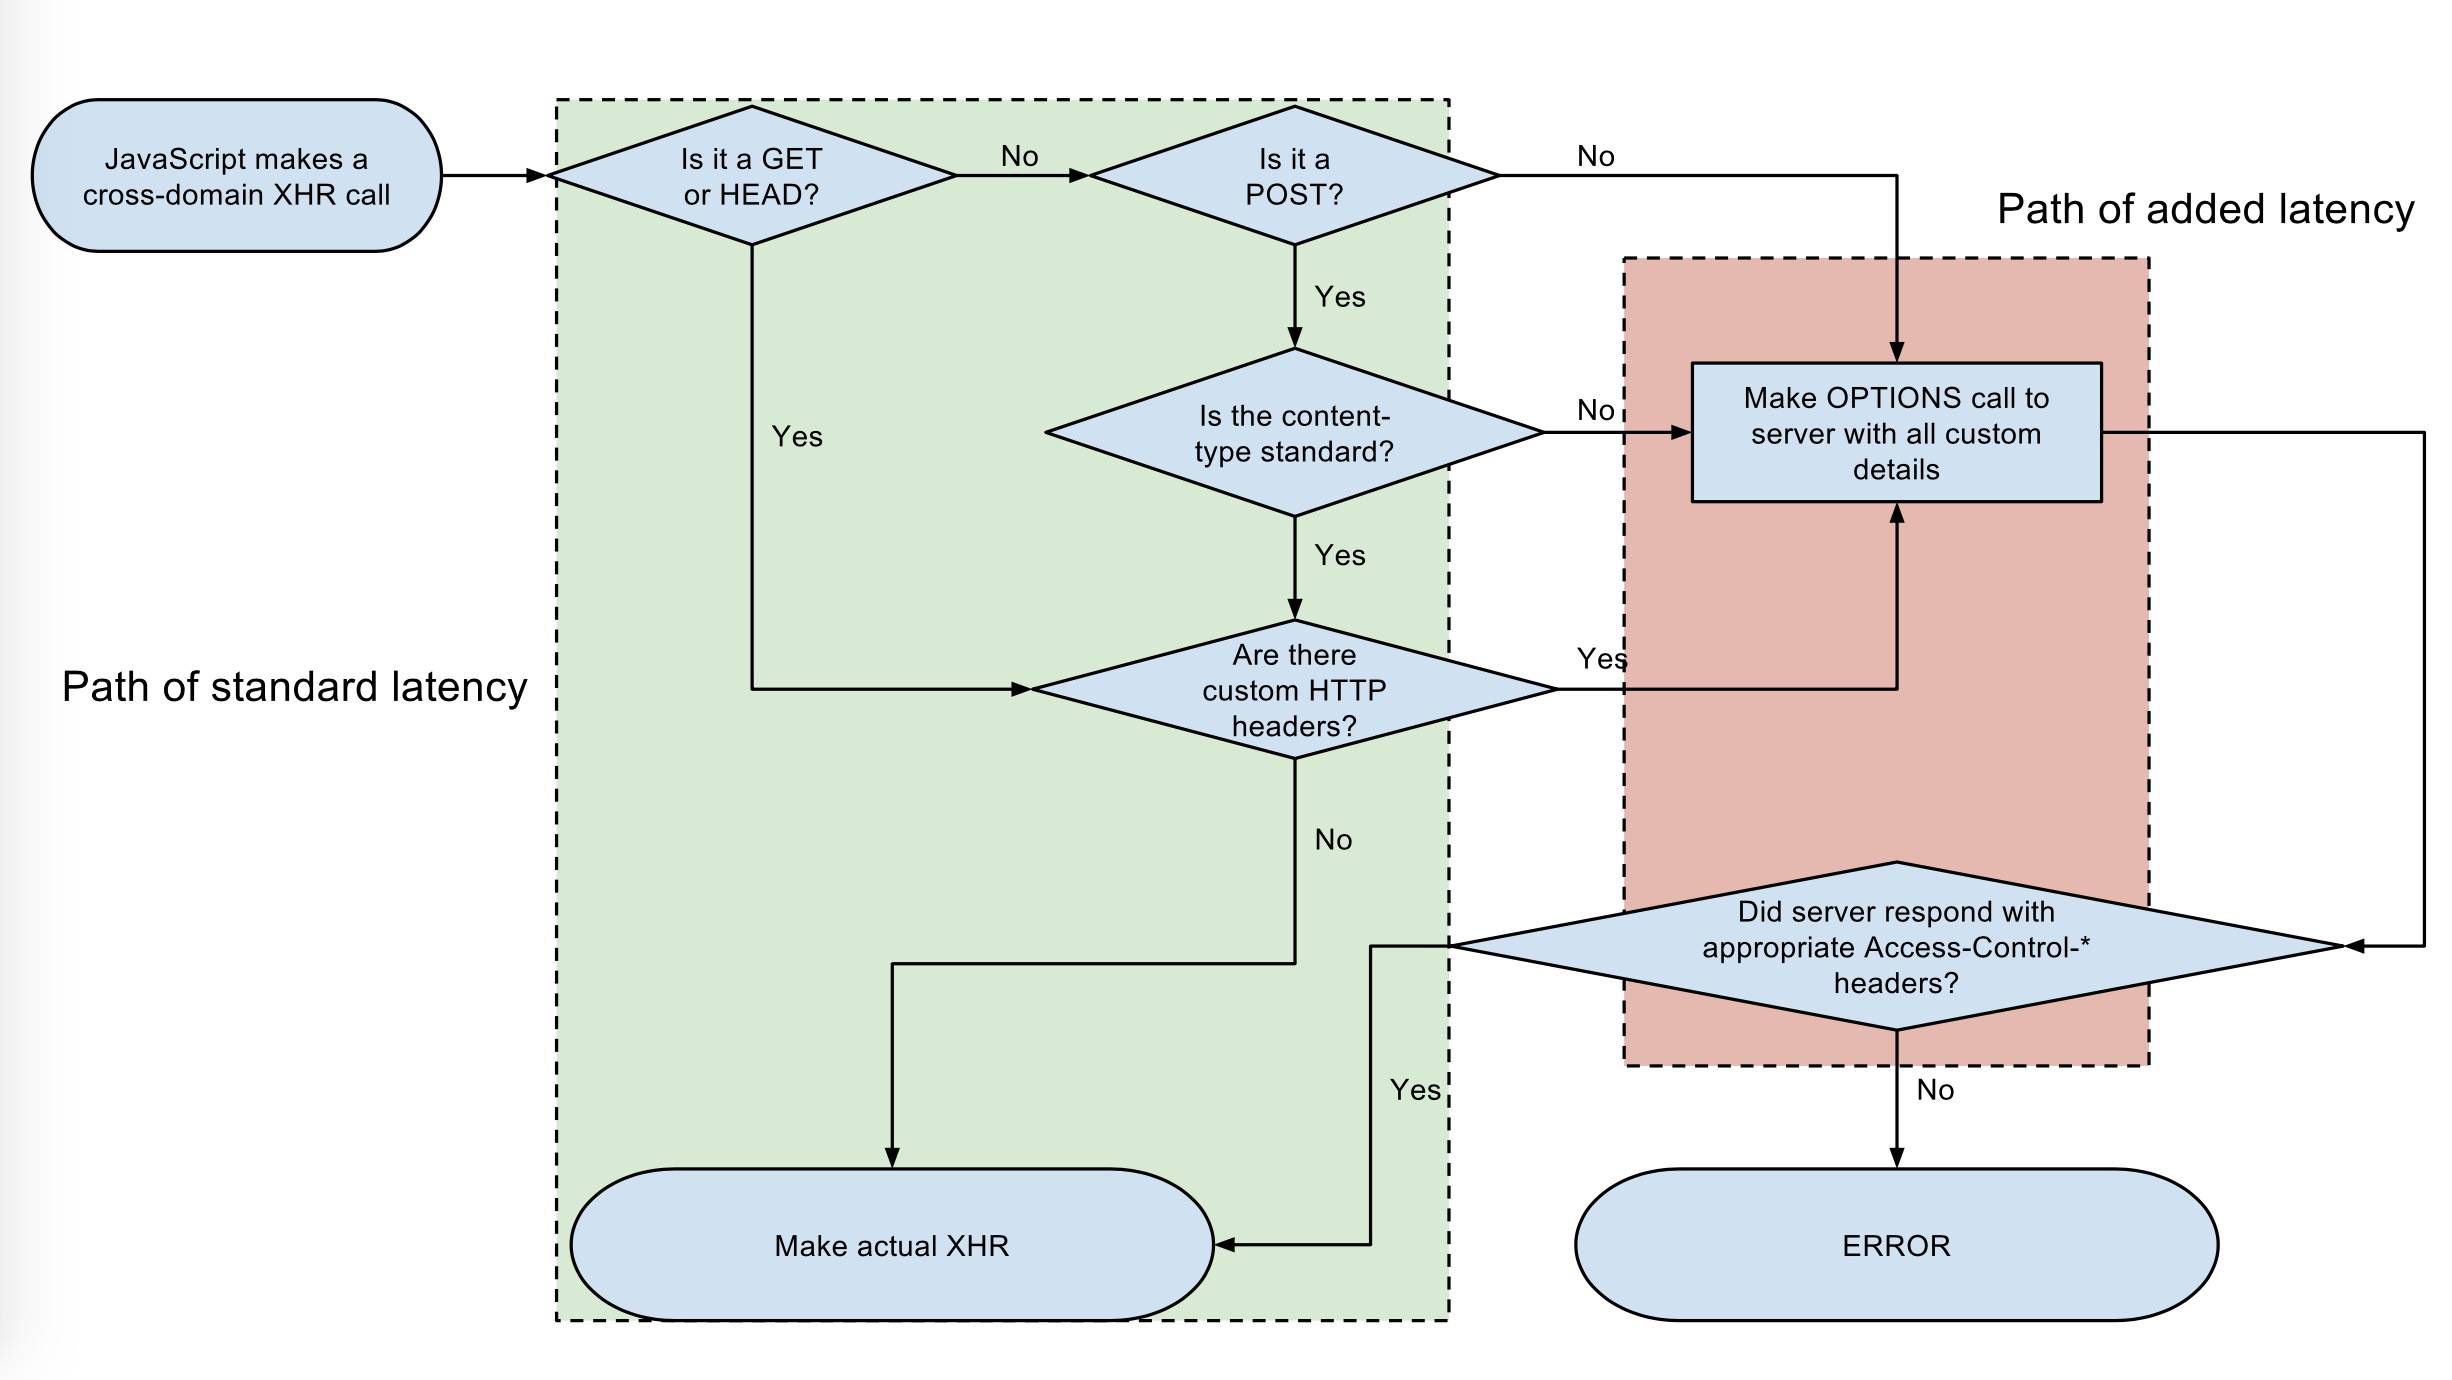 JavaScript makes a
cross-domain XHR call
Is it a GET
or HEAD?
No
Is it a
POST?
No
Path of added latency
Yes
Yes
Is the content-
type standard?
No
Make OPTIONS call to
server with all custom
details
Yes
Path of standard latency
Are there
custom HTTP
headers?
Yes
No
Did server respond with
appropriate Access-Control-*
headers?
Yes
No
Make actual XHR
ERROR